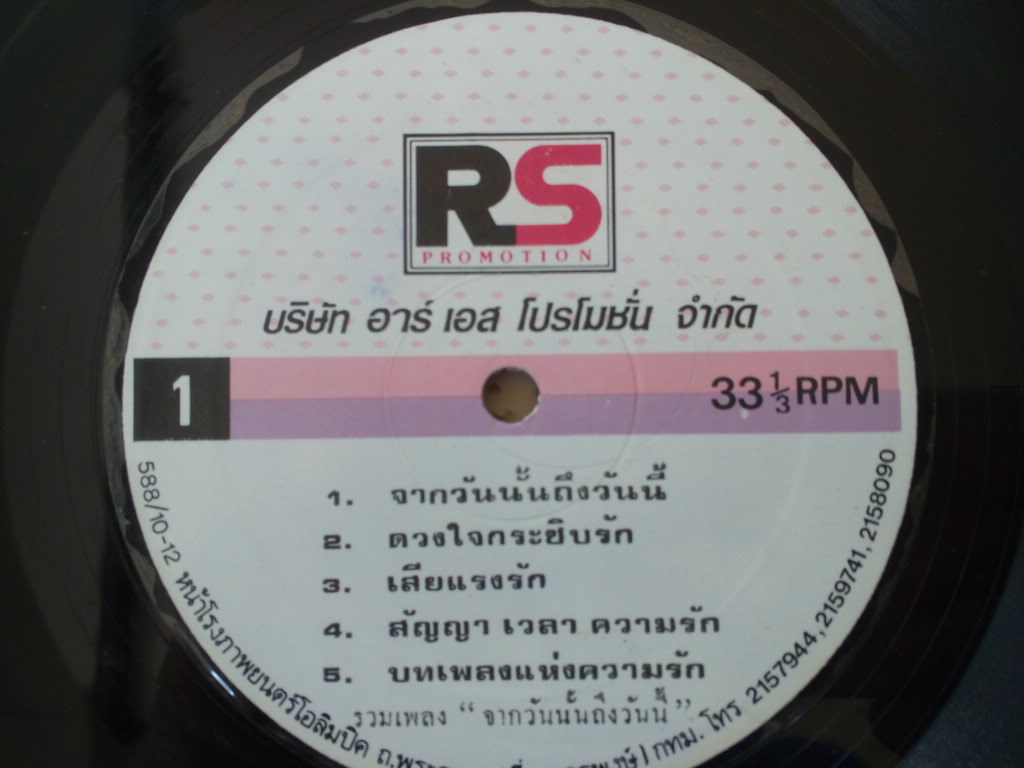 RS
PROMOTION
บริษัท อาร์ เอส โปรโมชั่น จำกัด
1
33 1/3 RPM
1. จากวันนั้นถึงวันนี้
2. ดวงใจกระซิบรัก
3. เสียแรงรัก
4. สัญญา เวลา ความรัก
5. บทเพลงแห่งความรัก
รวมเพลง “จากวันนั้นถึงวันนี้”
588/10-12 หน้าโรงภาพยนตร์โอลิมปิค กทม. โทร 2157944, 2159741, 2158090